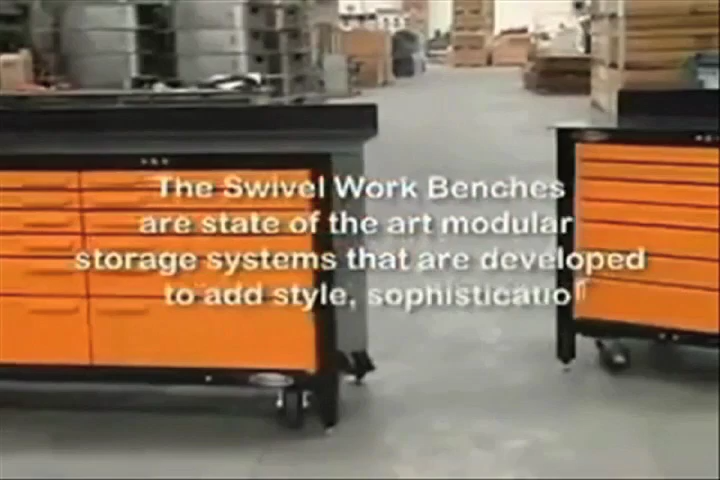 The Swivel Work Benches
are state of the art modular
storage systems that are developed
to add style, sophisticatio